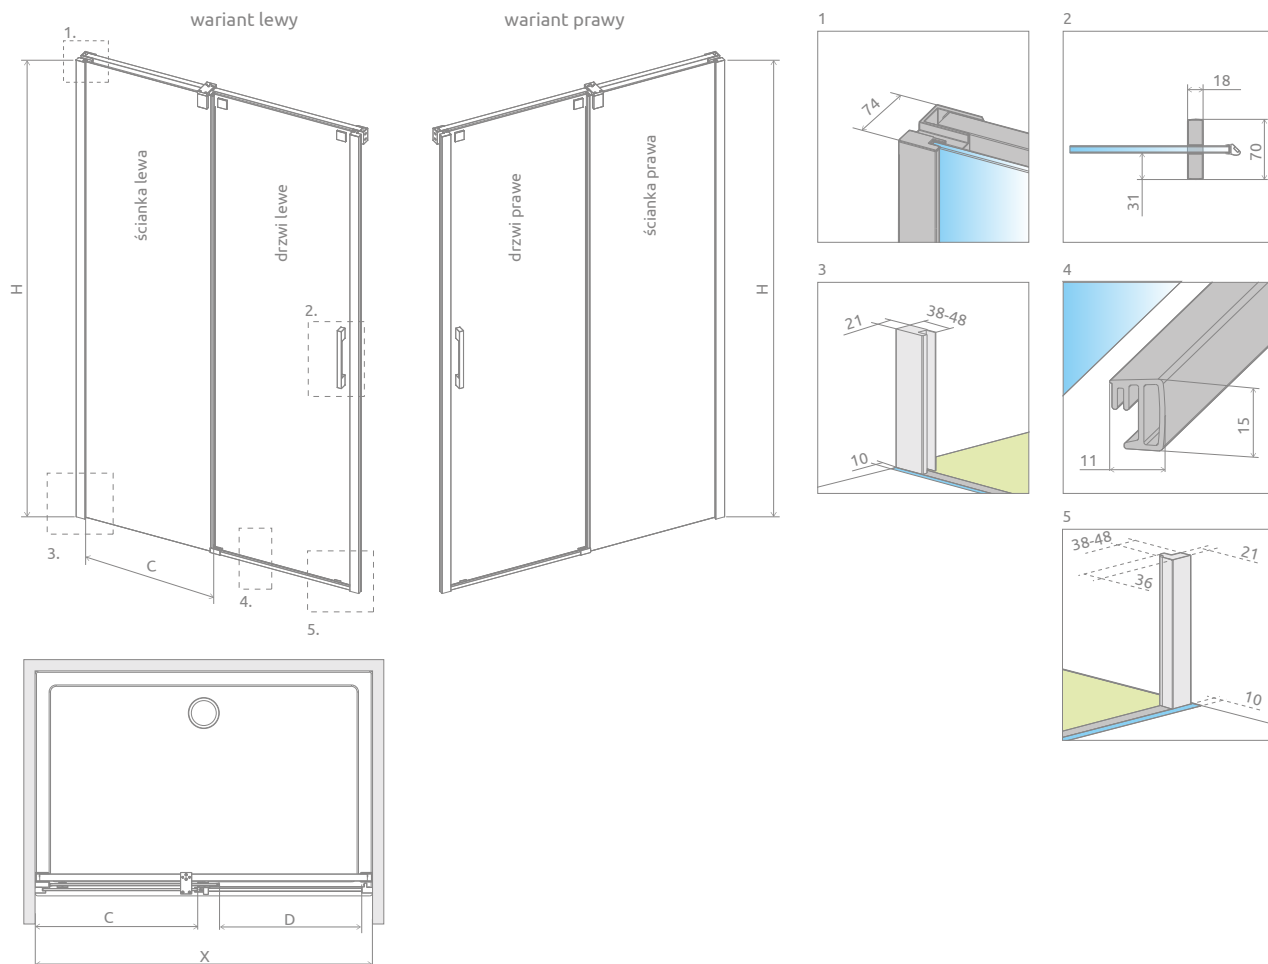 wariant lewy
wariant prawy
1.
ścianka lewa
drzwi lewe
H
2.
3.
C
4.
5.
drzwi prawe
ścianka prawa
H
1
74
2
18
70
31
3
21
38-48
10
4
15
11
5
38-48
21
36
10
C
D
X